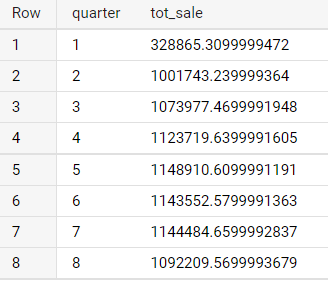 Row quarter tot_sale
1 1 328865.3099999472
2 2 1001743.239999364
3 3 1073977.4699991948
4 4 1123719.6399991605
5 5 1148910.6099991191
6 6 1143552.5799991363
7 7 1144484.6599992837
8 8 1092209.5699993679